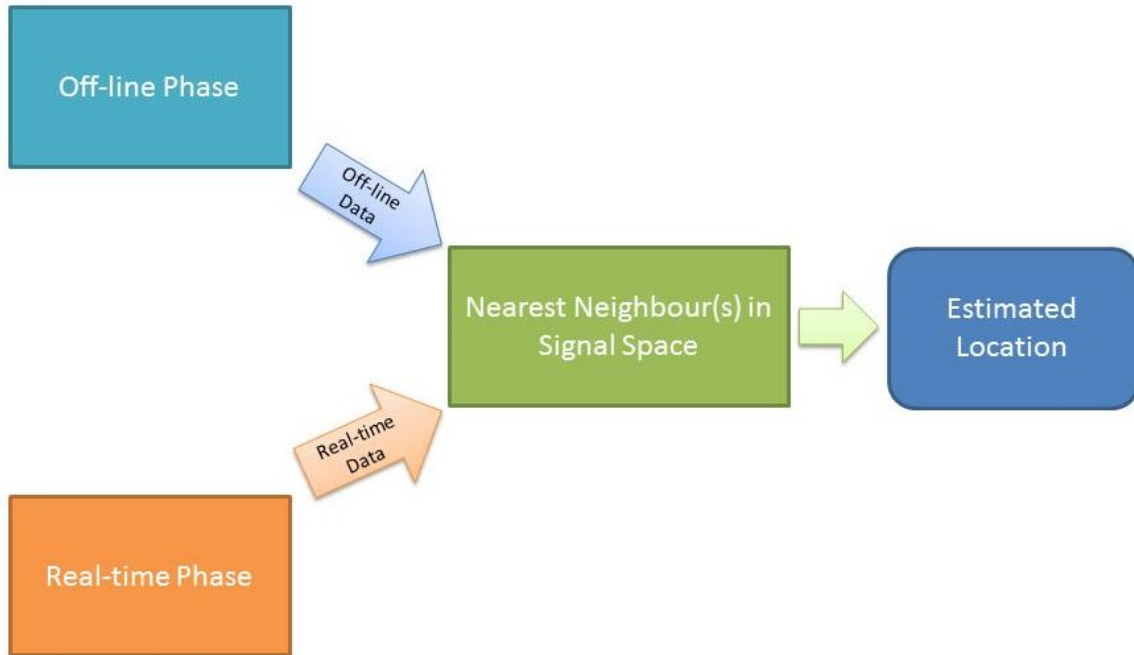 Off-line Phase
Off-line
Data
Nearest Neighbour(s) in
Signal Space
Estimated
Location
Real-time
Data
Real-time Phase